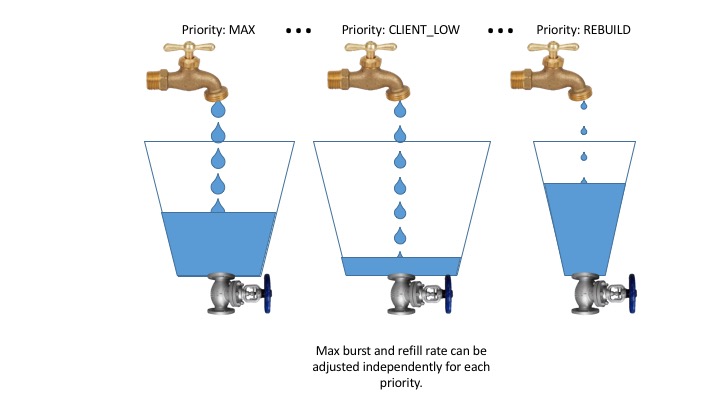 Priority: MAX ••• Priority: CLIENT_LOW ••• Priority: REBUILD
Max burst and refill rate can be
adjusted independently for each
priority.